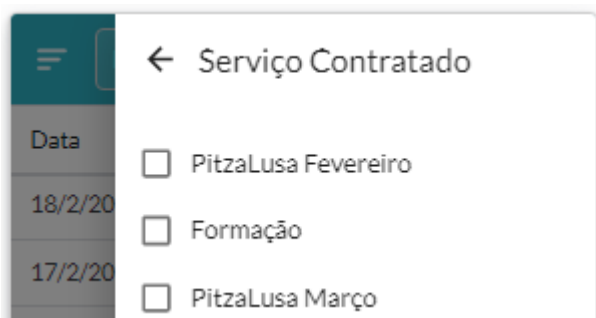 Serviço Contratado
Data
PitzaLusa Fevereiro
18/2/20
Formação
17/2/20
PitzaLusa Março